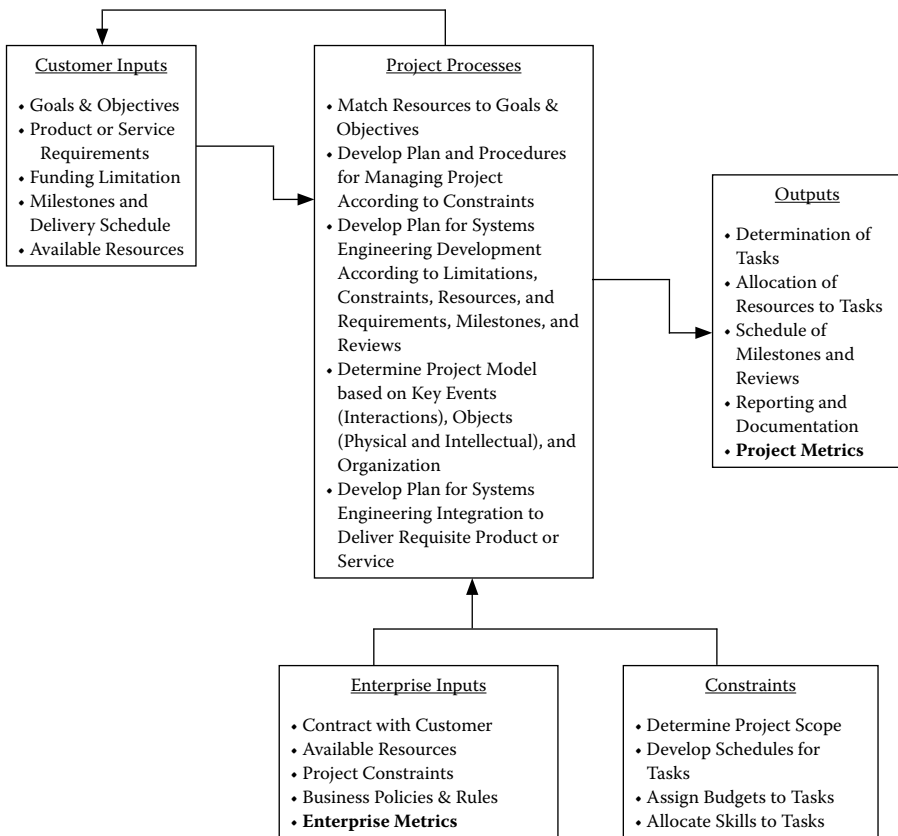 Customer Inputs
• Goals & Objectives
• Product or Service
Requirements
• Funding Limitation
• Milestones and
Delivery Schedule
• Available Resources
Project Processes
• Match Resources to Goals &
Objectives
• Develop Plan and Procedures
for Managing Project
According to Constraints
• Develop Plan for Systems
Engineering Development
According to Limitations,
Constraints, Resources, and
Requirements, Milestones, and
Reviews
• Determine Project Model
based on Key Events
(Interactions), Objects
(Physical and Intellectual), and
Organization
• Develop Plan for Systems
Engineering Integration to
Deliver Requisite Product or
Service
Outputs
• Determination of
Tasks
• Allocation of
Resources to Tasks
• Schedule of
Milestones and
Reviews
• Reporting and
Documentation
• Project Metrics
Enterprise Inputs
• Contract with Customer
• Available Resources
• Project Constraints
• Business Policies & Rules
• Enterprise Metrics
Constraints
• Determine Project Scope
• Develop Schedules for
Tasks
• Assign Budgets to Tasks
• Allocate Skills to Tasks